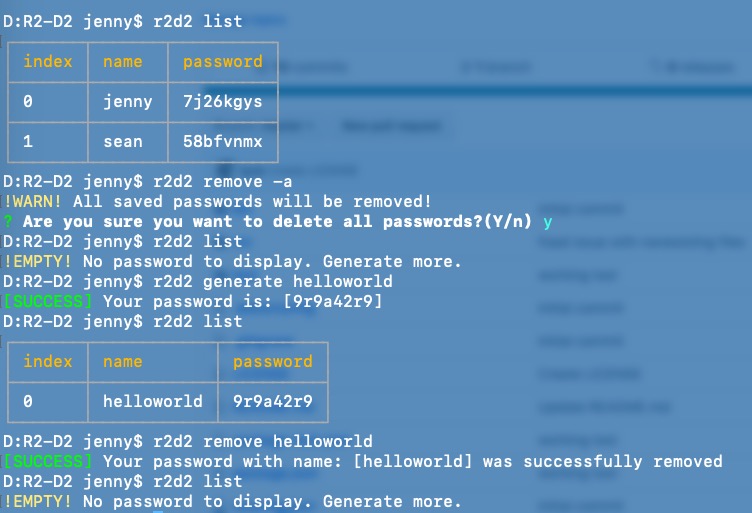 D:R2-D2 jenny$ r2d2 list
index name password
0 jenny 7j26kgys
1 sean 58bfvnmx
D:R2-D2 jenny$ r2d2 remove -a
!WARN! All saved passwords will be removed!
? Are you sure you want to delete all passwords?(Y/n) y
D:R2-D2 jenny$ r2d2 list
!EMPTY! No password to display. Generate more.
D:R2-D2 jenny$ r2d2 generate helloworld
[SUCCESS] Your password is: [9r9a42r9]
D:R2-D2 jenny$ r2d2 list
index name password
0 helloworld 9r9a42r9
D:R2-D2 jenny$ r2d2 remove helloworld
[SUCCESS] Your password with name: [helloworld] was successfully removed
D:R2-D2 jenny$ r2d2 list
!EMPTY! No password to display. Generate more.